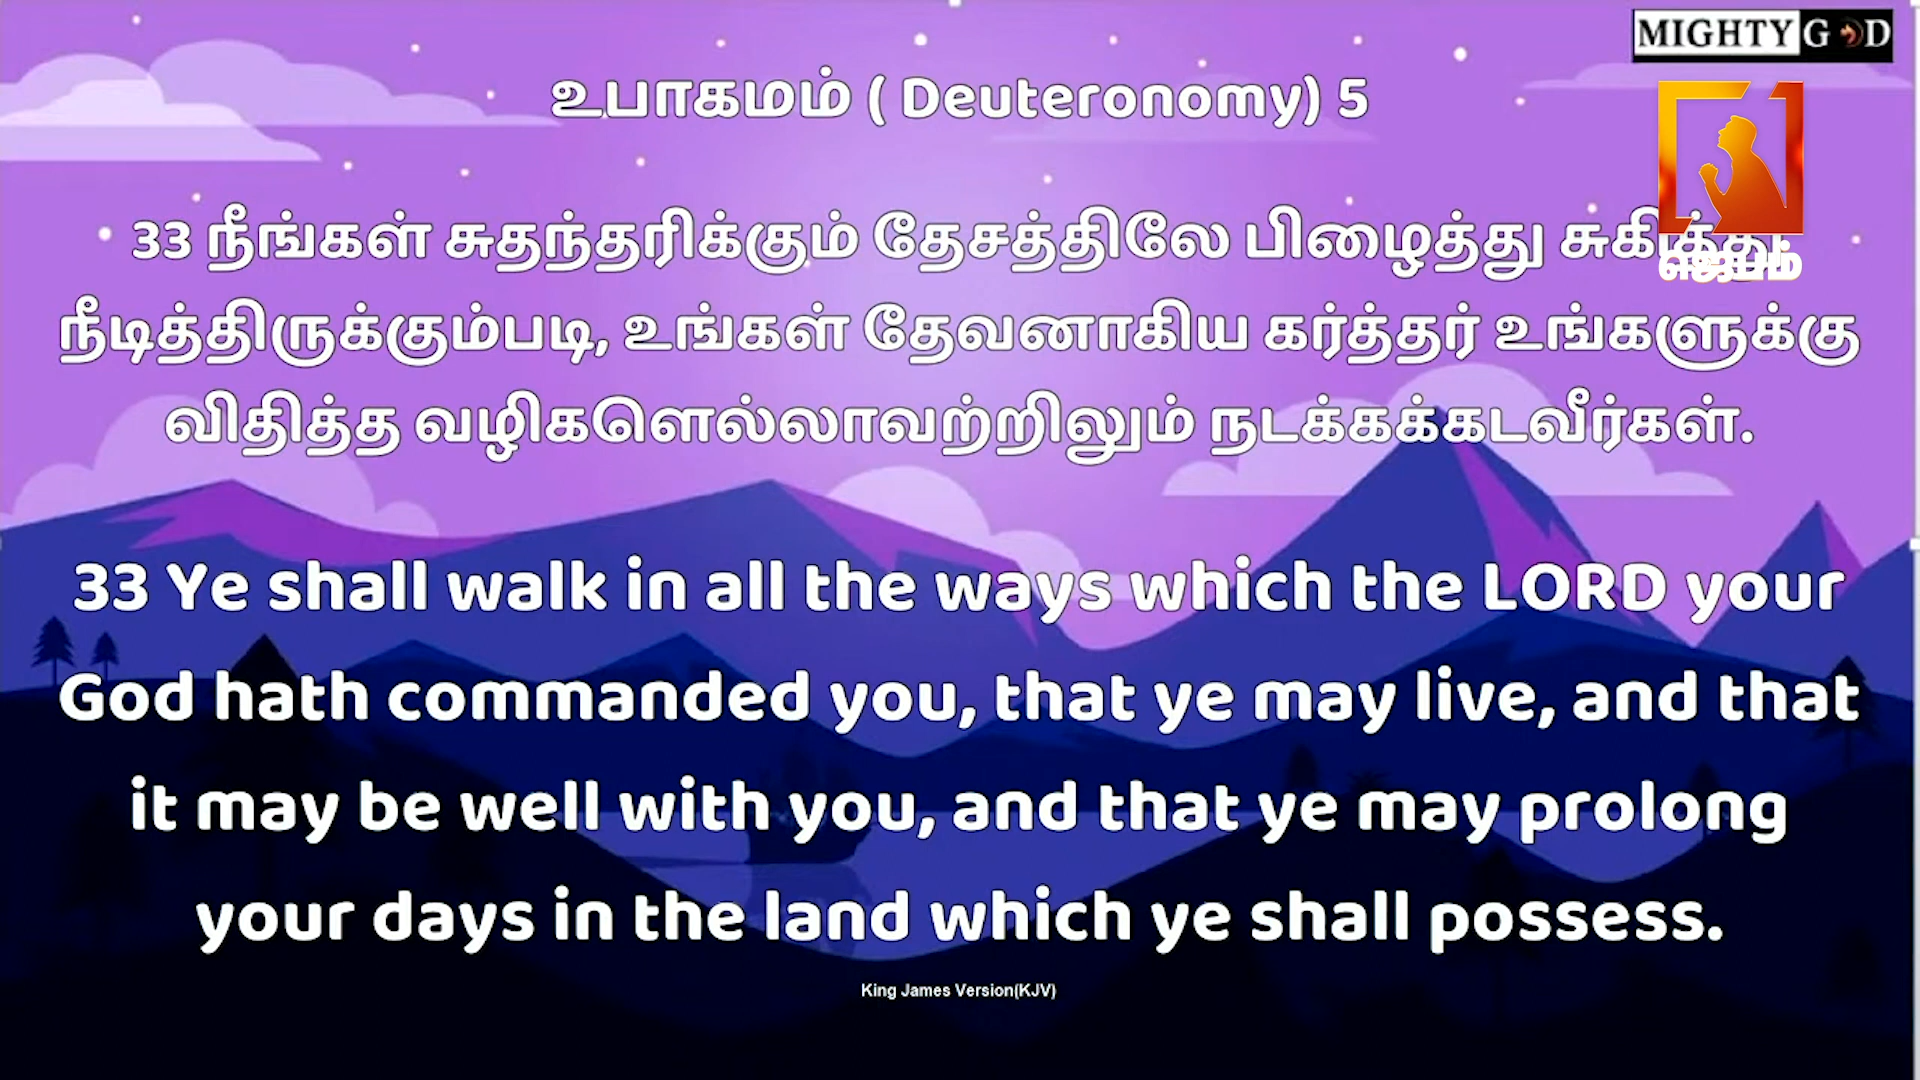 MIGHTY G D
உபாகமம் ( Deuteronomy) 5
33 நீங்கள் சுதந்தரிக்கும் தேசத்திலே பிழைத்து சுகித்து
ஜெபம்
நீடித்திருக்கும்படி, உங்கள் தேவனாகிய கர்த்தர் உங்களுக்கு
விதித்த வழிகளெல்லாவற்றிலும் நடக்கக்கடவீர்கள்.
33 Ye shall walk in all the ways which the LORD your
God hath commanded you, that ye may live, and that
it may be well with you, and that ye may prolong
your days in the land which ye shall possess.
King James Version(KJV)